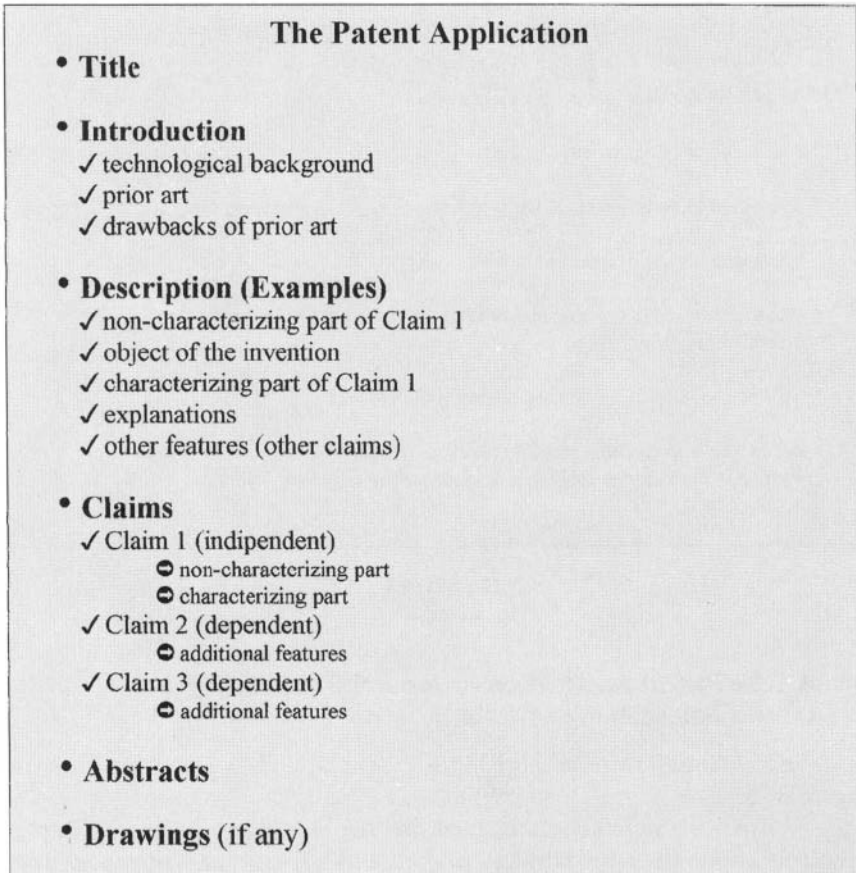 The Patent Application
• Title
• Introduction
✓ technological background
✓ prior art
✓ drawbacks of prior art
• Description (Examples)
✓ non-characterizing part of Claim 1
✓ object of the invention
✓ characterizing part of Claim 1
✓ explanations
✓ other features (other claims)
• Claims
✓ Claim 1 (indipendent)
➲ non-characterizing part
➲ characterizing part
✓ Claim 2 (dependent)
➲ additional features
✓ Claim 3 (dependent)
➲ additional features
• Abstracts
• Drawings (if any)